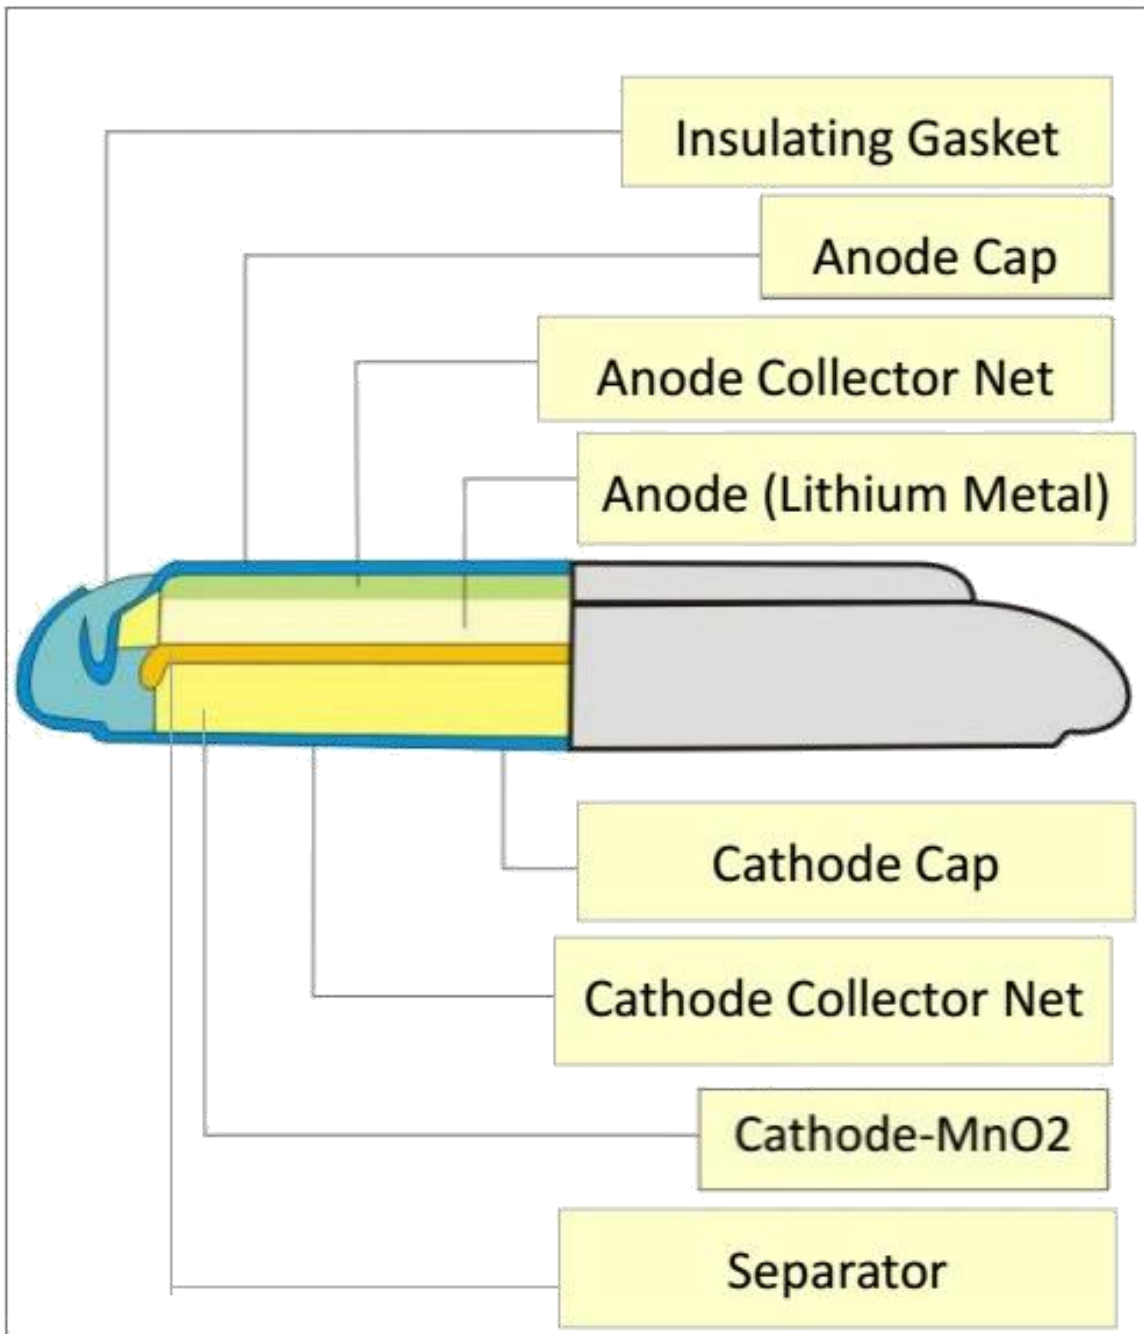 Insulating Gasket
Anode Cap
Anode Collector Net
Anode (Lithium Metal)
Cathode Cap
Cathode Collector Net
Cathode-MnO2
Separator